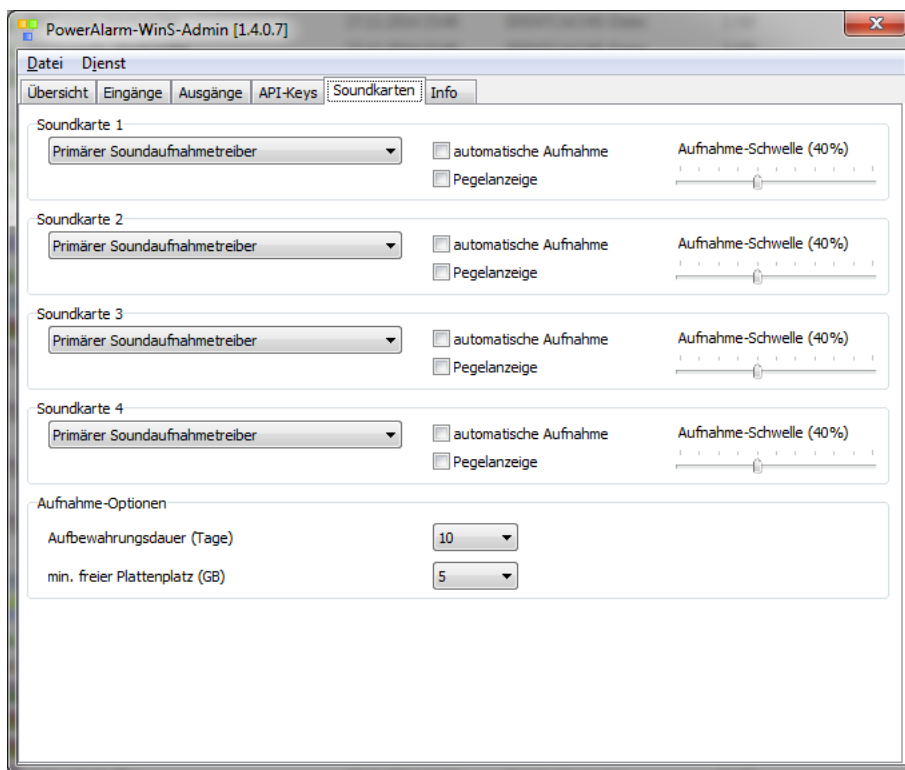 PowerAlarm-WinS-Admin [1.4.0.7]
Datei Dienst
Übersicht Eingänge Ausgänge API-Keys Soundkarten Info
Soundkarte 1
Primärer Soundaufnahmetreiber
automatische Aufnahme
Aufnahme-Schwelle (40%)
Pegelanzeige
Soundkarte 2
Primärer Soundaufnahmetreiber
automatische Aufnahme
Aufnahme-Schwelle (40%)
Pegelanzeige
Soundkarte 3
Primärer Soundaufnahmetreiber
automatische Aufnahme
Aufnahme-Schwelle (40%)
Pegelanzeige
Soundkarte 4
Primärer Soundaufnahmetreiber
automatische Aufnahme
Aufnahme-Schwelle (40%)
Pegelanzeige
Aufnahme-Optionen
Aufbewahrungsdauer (Tage) 10
min. freier Plattenplatz (GB) 5